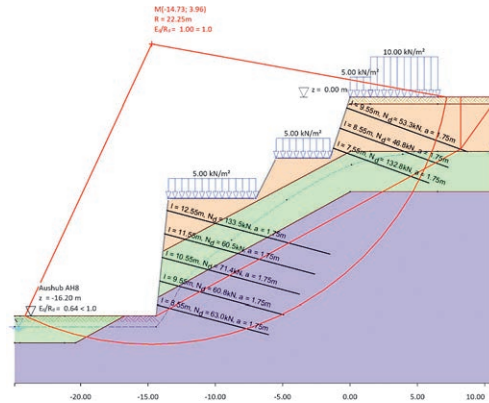 M(-14.73; 3.96)
R = 22.25m
E₀/R₀ = 1.00 = 1.0
10.00 kN/m²
5.00 kN/m²
z = 0.00 m
l = 9.55m, Nd = 53.3kN, a = 1.75m
l = 8.55m, Nd = 46.8kN, a = 1.75m
l = 7.55m, Nd = 132.8kN, a = 1.75m
5.00 kN/m²
5.00 kN/m²
l = 12.55m, Nd = 133.5kN, a = 1.75m
l = 11.55m, Nd = 60.5kN, a = 1.75m
l = 10.55m, Nd = 71.4kN, a = 1.75m
l = 9.55m, Nd = 60.8kN, a = 1.75m
l = 8.55m, Nd = 63.0kN, a = 1.75m
Aushub AH8
z = -16.20 m
E₀/R₀ = 0.64 < 1.0
-20.00 -15.00 -10.00 -5.00 0.00 5.00 10.00